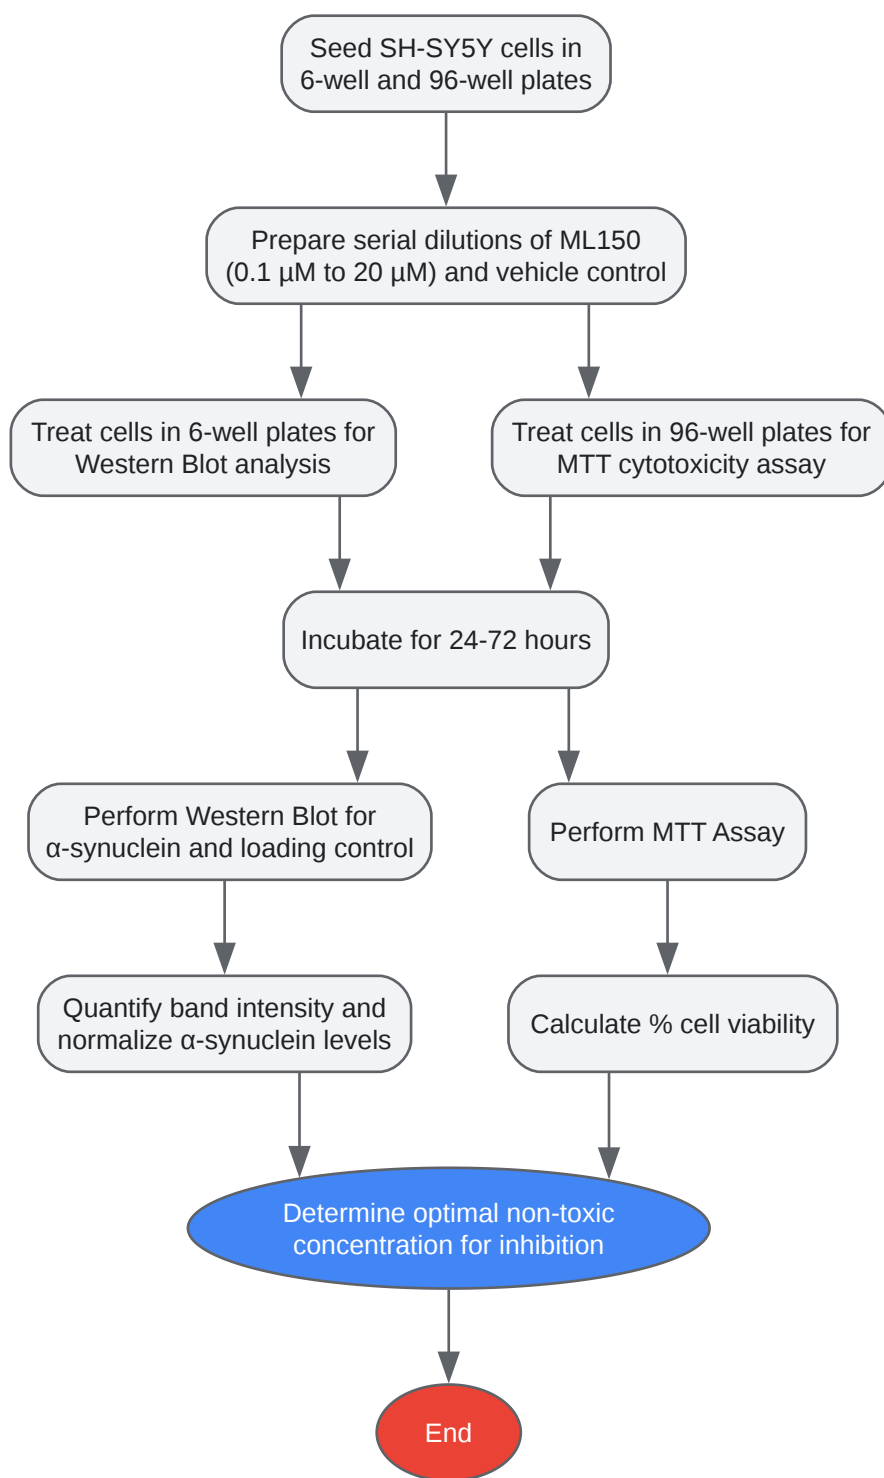 Seed SH-SY5Y cells in
6-well and 96-well plates
Prepare serial dilutions of ML150
(0.1 µM to 20 µM) and vehicle control
Treat cells in 6-well plates for
Western Blot analysis
Treat cells in 96-well plates for
MTT cytotoxicity assay
Incubate for 24-72 hours
Perform Western Blot for
α-synuclein and loading control
Perform MTT Assay
Quantify band intensity and
normalize α-synuclein levels
Calculate % cell viability
Determine optimal non-toxic
concentration for inhibition
End